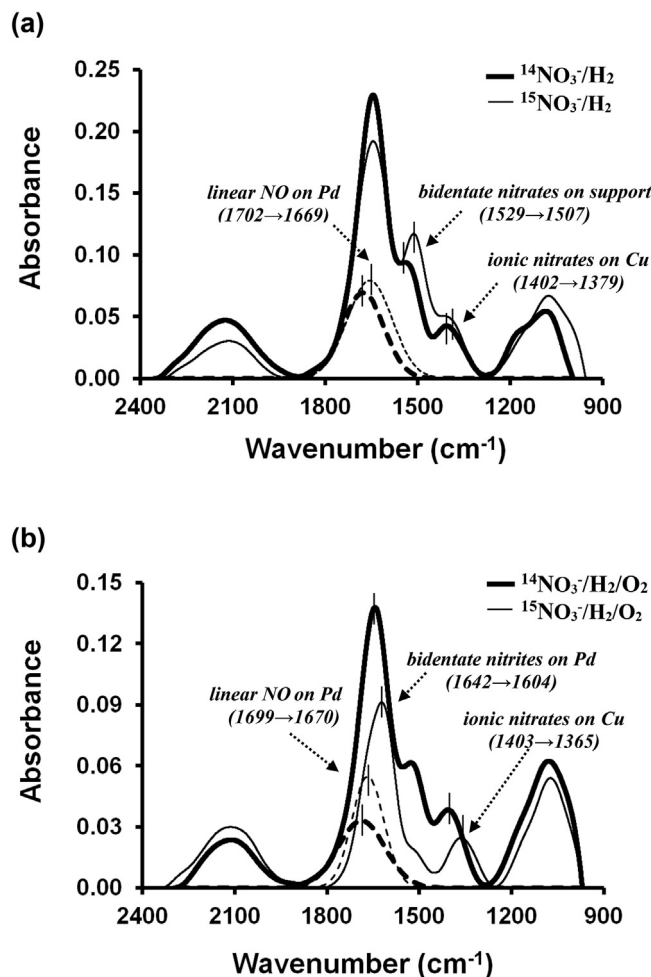 (a)
¹⁴NO₃⁻/H₂
¹⁵NO₃⁻/H₂
0.25
0.20
0.15
0.10
0.05
0.00
Absorbance
linear NO on Pd
(1702→1669)
bidentate nitrates on support
(1529→1507)
ionic nitrates on Cu
(1402→1379)
2400 2100 1800 1500 1200 900
Wavenumber (cm⁻¹)
(b)
¹⁴NO₃⁻/H₂/O₂
¹⁵NO₃⁻/H₂/O₂
0.15
0.12
0.09
0.06
0.03
0.00
Absorbance
bidentate nitrites on Pd
(1642→1604)
linear NO on Pd
(1699→1670)
ionic nitrates on Cu
(1403→1365)
2400 2100 1800 1500 1200 900
Wavenumber (cm⁻¹)